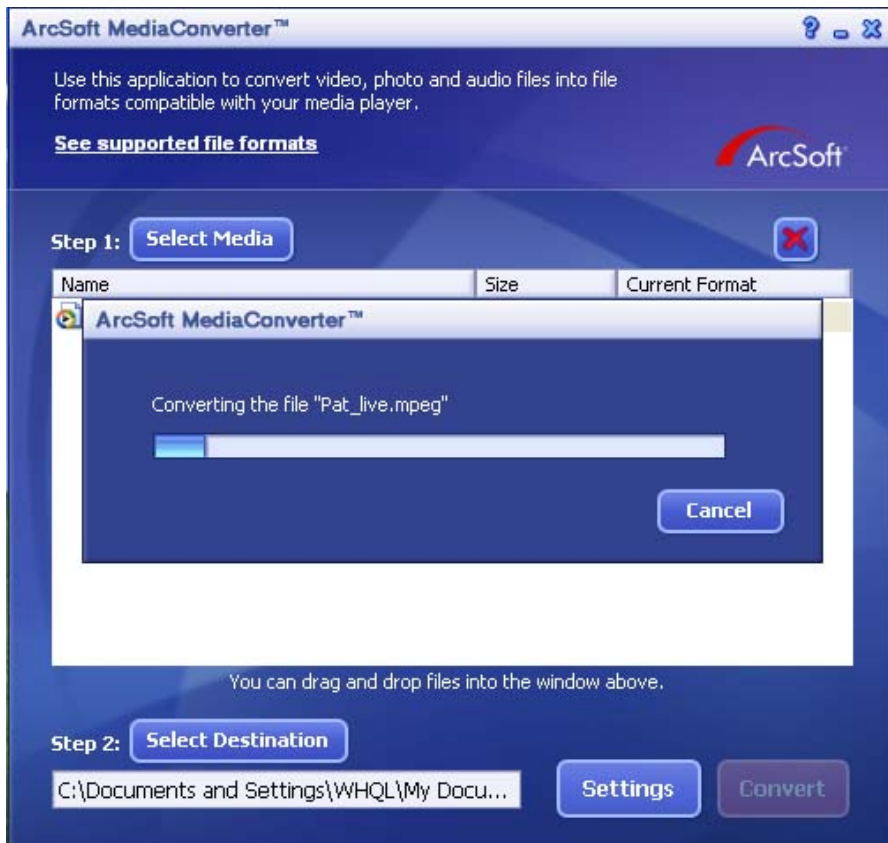 ArcSoft MediaConverter™
Use this application to convert video, photo and audio files into file
formats compatible with your media player.
See supported file formats
ArcSoft
Step 1: Select Media
Name Size Current Format
ArcSoft MediaConverter™
Converting the file "Pat_live.mpeg"
Cancel
You can drag and drop files into the window above.
Step 2: Select Destination
C:\Documents and Settings\WHQL\My Docu...
Settings Convert